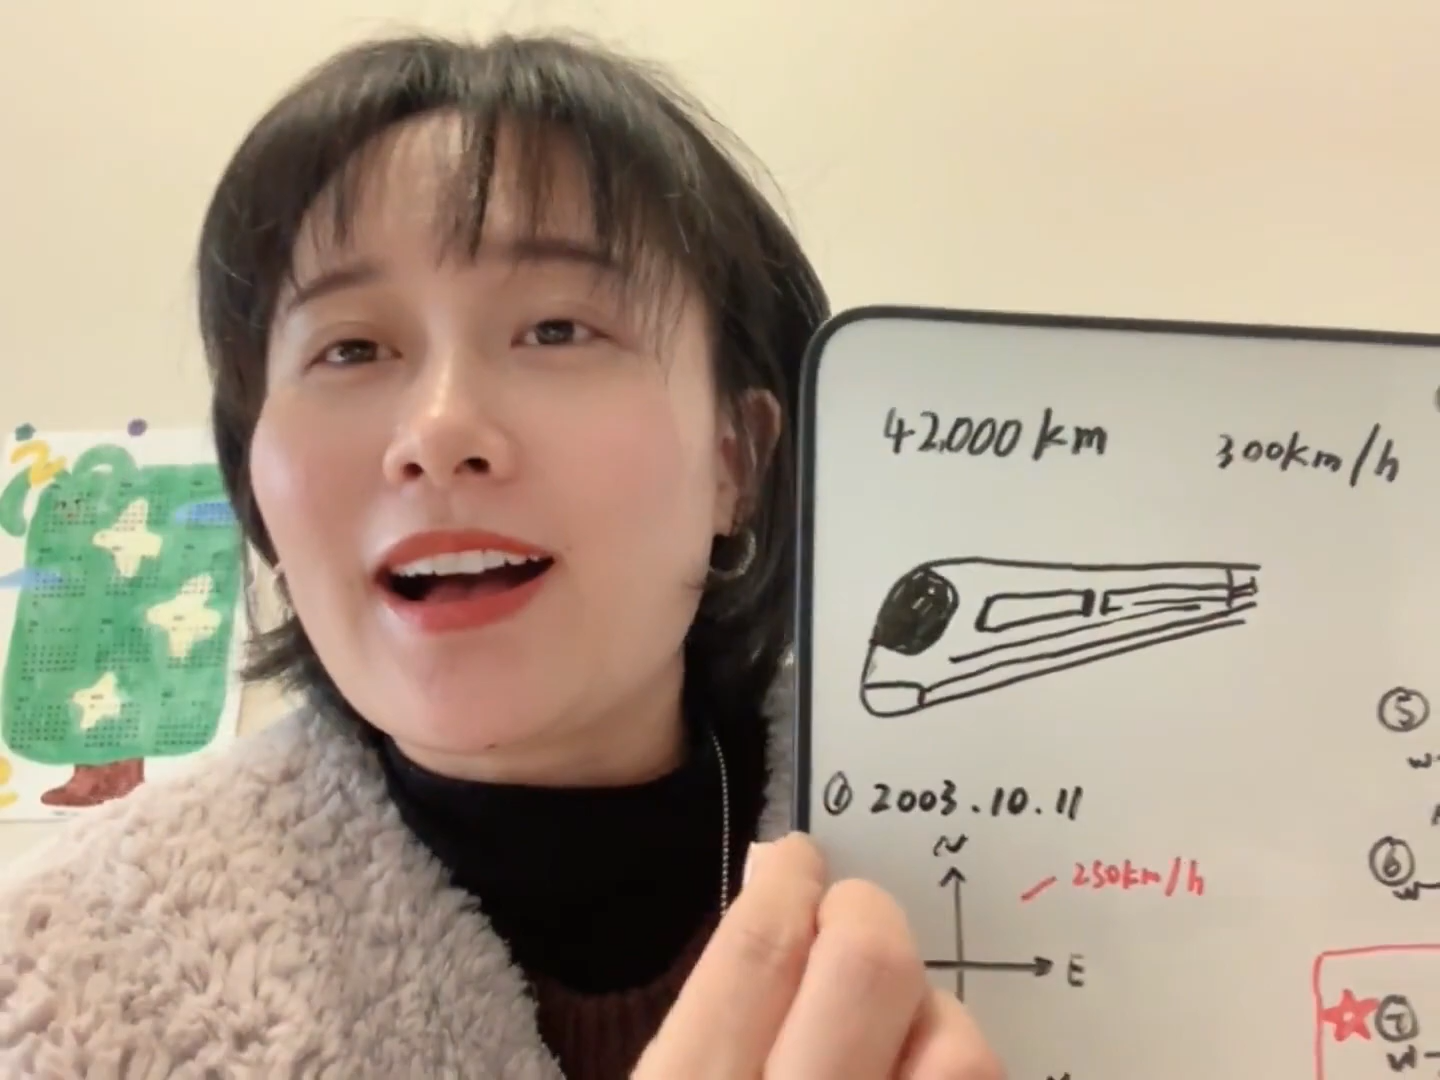 42,000 km
300km/h
① 2003.10.11
N
250km/h
E
⑤
w
⑥
w
⑦
w